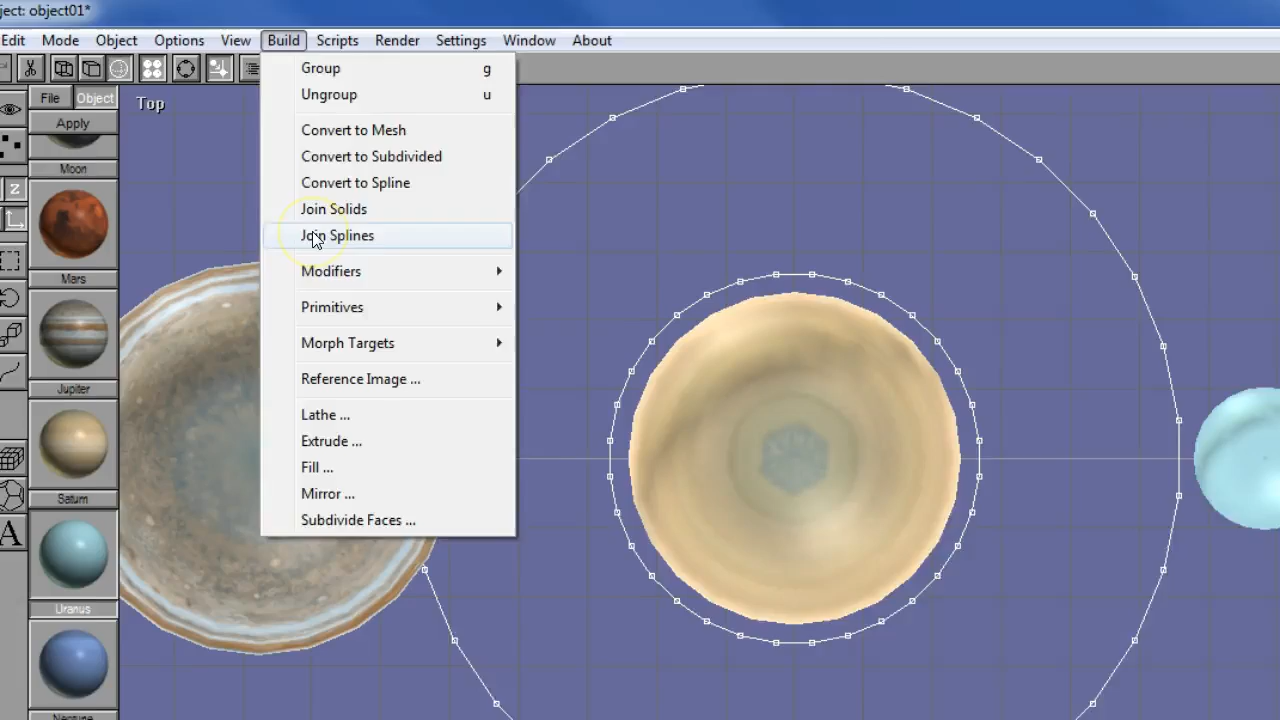 ject: object01*
Edit Mode Object Options View Build Scripts Render Settings Window About
File Object
Apply
Moon
Mars
Jupiter
Saturn
Uranus
Neptune
Top
Group g
Ungroup u
Convert to Mesh
Convert to Subdivided
Convert to Spline
Join Solids
Join Splines
Modifiers
Primitives
Morph Targets
Reference Image ...
Lathe ...
Extrude ...
Fill ...
Mirror ...
Subdivide Faces ...
Z
A